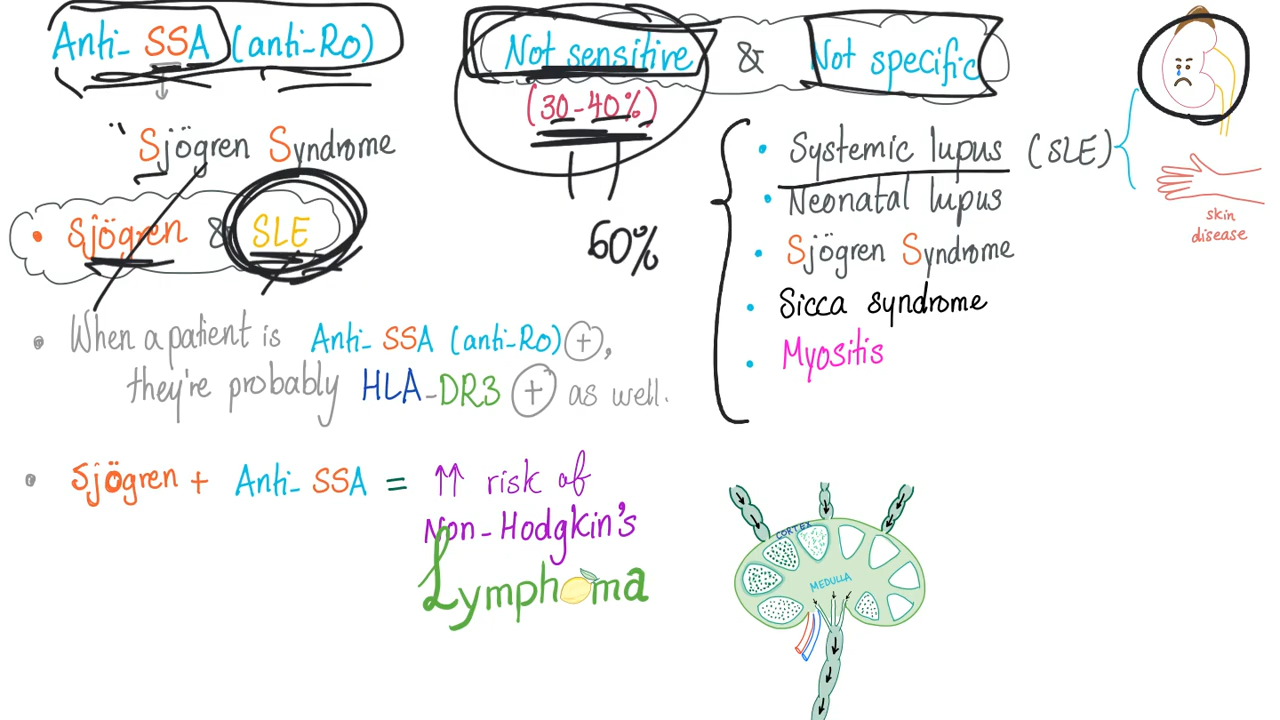 Anti-SSA (anti-Ro)
Sjögren Syndrome
• Sjögren & SLE
• When a patient is Anti-SSA (anti-Ro) +,
they're probably HLA-DR3 + as well.
• Sjögren + Anti-SSA = ↑↑ risk of
Non-Hodgkin's
Lymphoma
Not sensitive & Not specific
(30-40%)
60%
• Systemic lupus (SLE)
• Neonatal lupus
• Sjögren Syndrome
• Sicca syndrome
• Myositis
skin
disease
CORTEX
MEDULLA